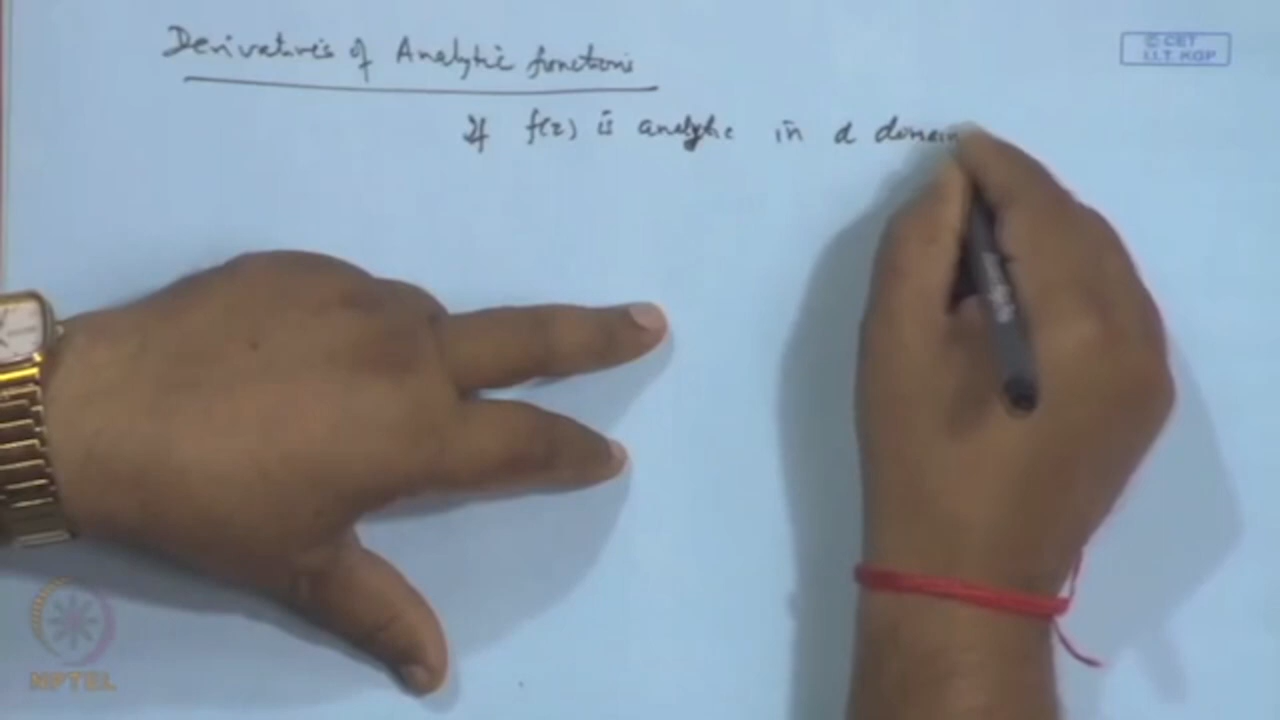 Derivatives of Analytic functions
© CET
I.I.T. KGP
If f(z) is analytic in a domain
NPTEL